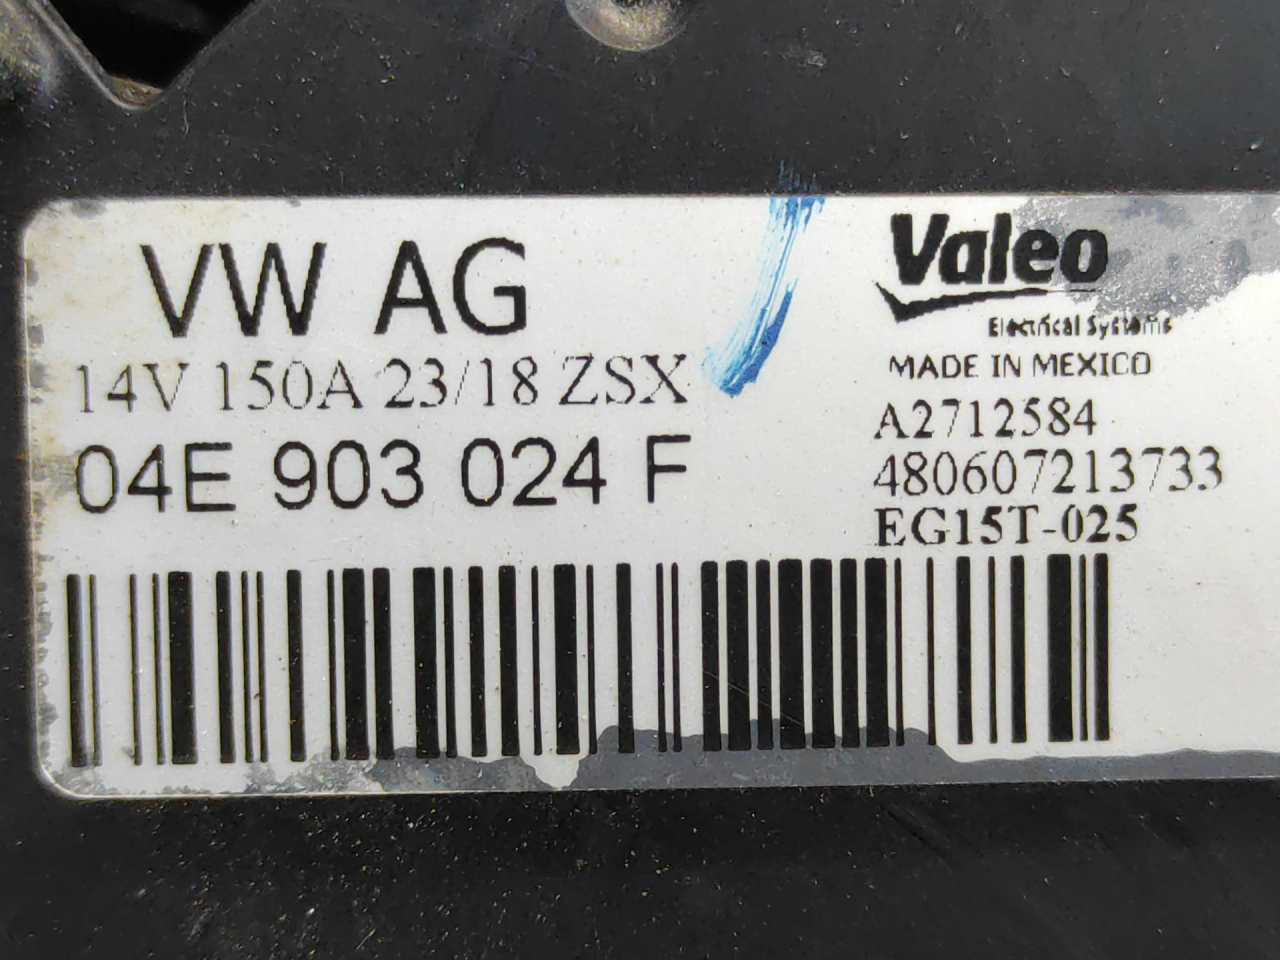 VW AG
14V 150A 23/18 ZSX
04E 903 024 F
Valeo
Electrical Systems
MADE IN MEXICO
A2712584
480607213733
EG15T-025